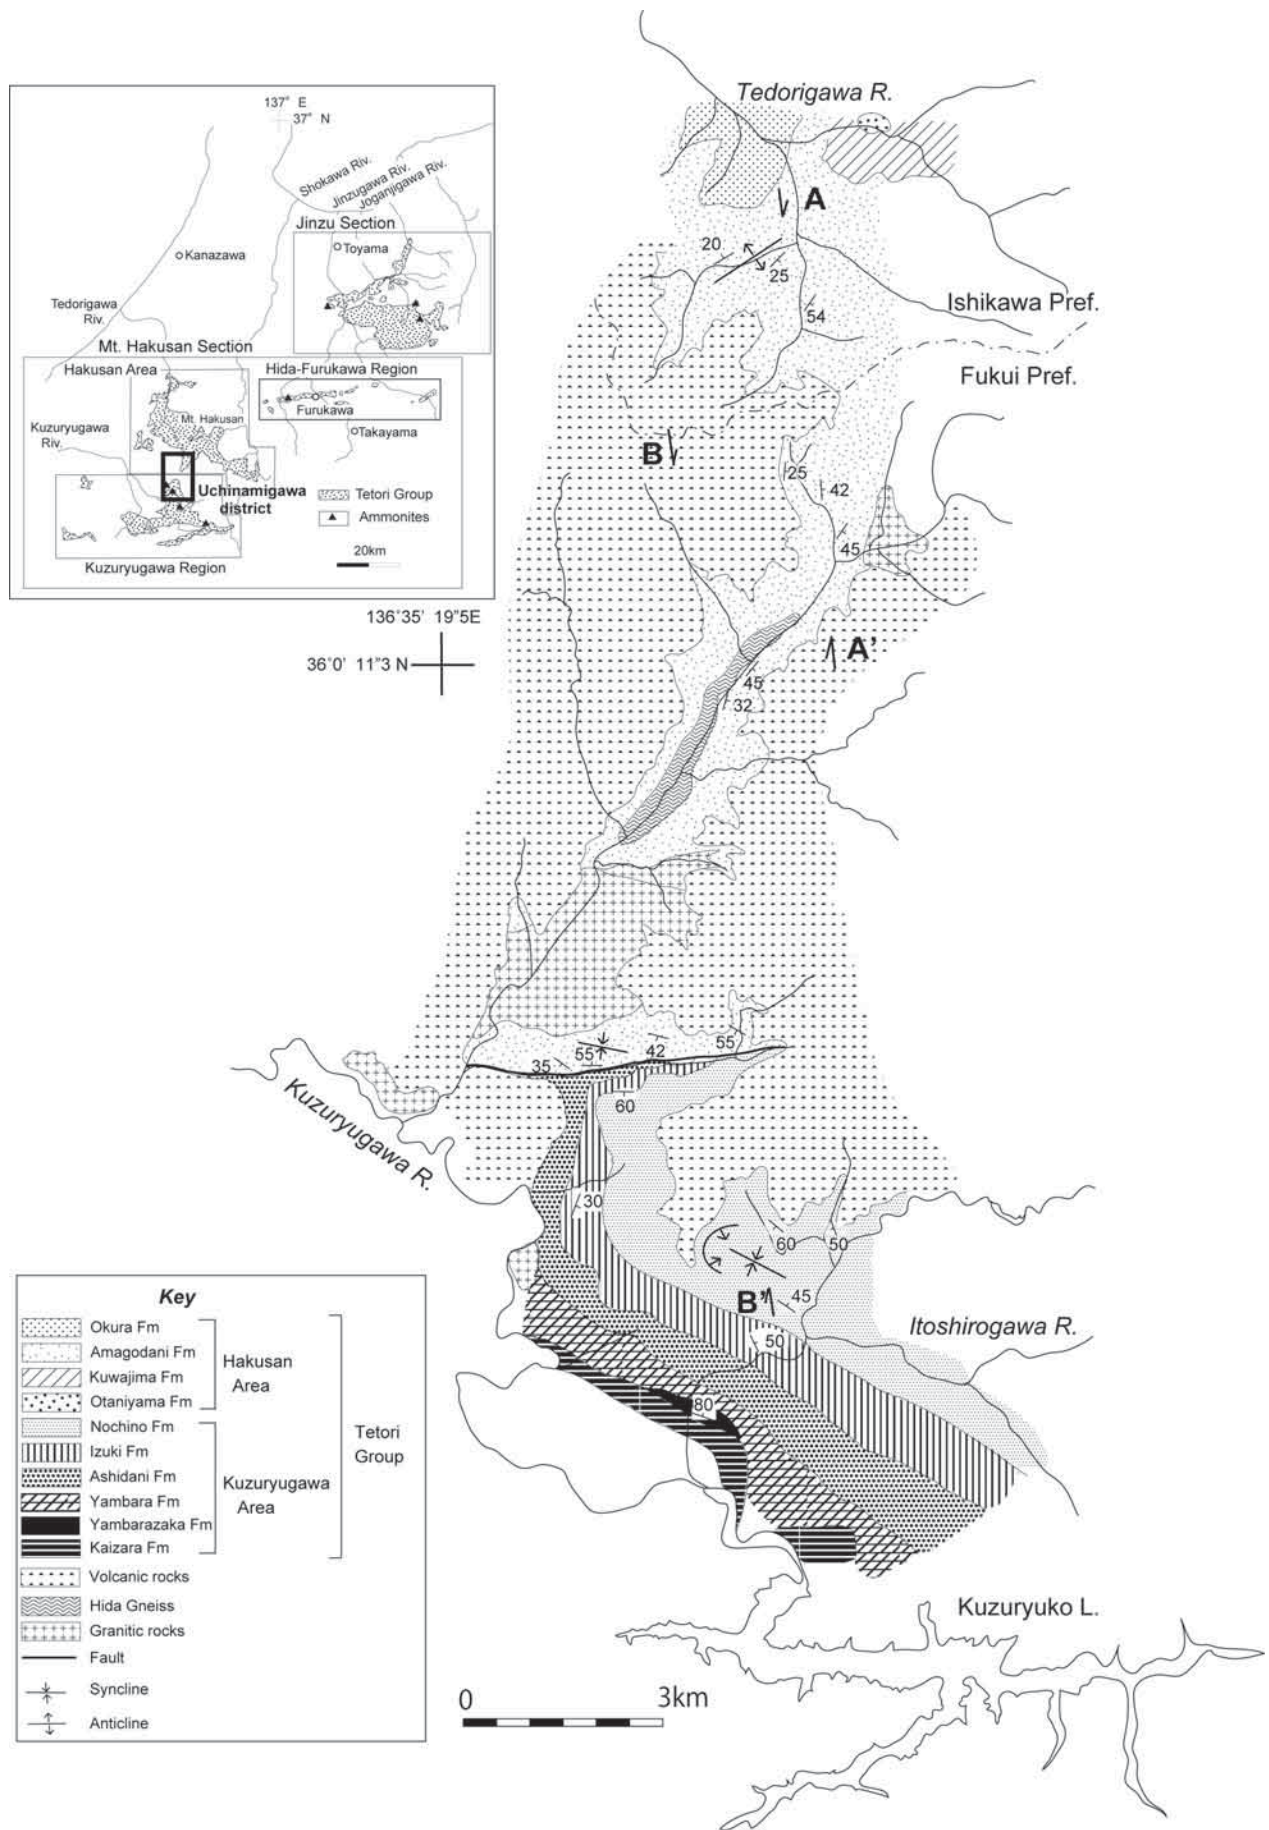 137° E
37° N
Shokawa Riv.
Jinzugawa Riv.
Joganjigawa Riv.
Jinzu Section
Toyama
Kanazawa
Tedorigawa
Riv.
Mt. Hakusan Section
Hakusan Area
Hida-Furukawa Region
Mt. Hakusan
Furukawa
Kuzuryugawa
Riv.
Takayama
Uchinamigawa
district
Tetori Group
Ammonites
20km
Kuzuryugawa Region
136°35' 19"5E
36°0' 11"3 N
Tedorigawa R.
A
20
25
54
Ishikawa Pref.
Fukui Pref.
B
25
42
45
A'
45
32
55
55
42
35
60
Kuzuryugawa R.
30
60
50
45
B'
50
Itoshirogawa R.
80
Kuzuryuko L.
0 3km
Key
Okura Fm
Amagodani Fm
Kuwajima Fm
Otaniyama Fm
Hakusan
Area
Nochino Fm
Izuki Fm
Ashidani Fm
Yambara Fm
Yambarazaka Fm
Kaizara Fm
Kuzuryugawa
Area
Tetori
Group
Volcanic rocks
Hida Gneiss
Granitic rocks
Fault
Syncline
Anticline